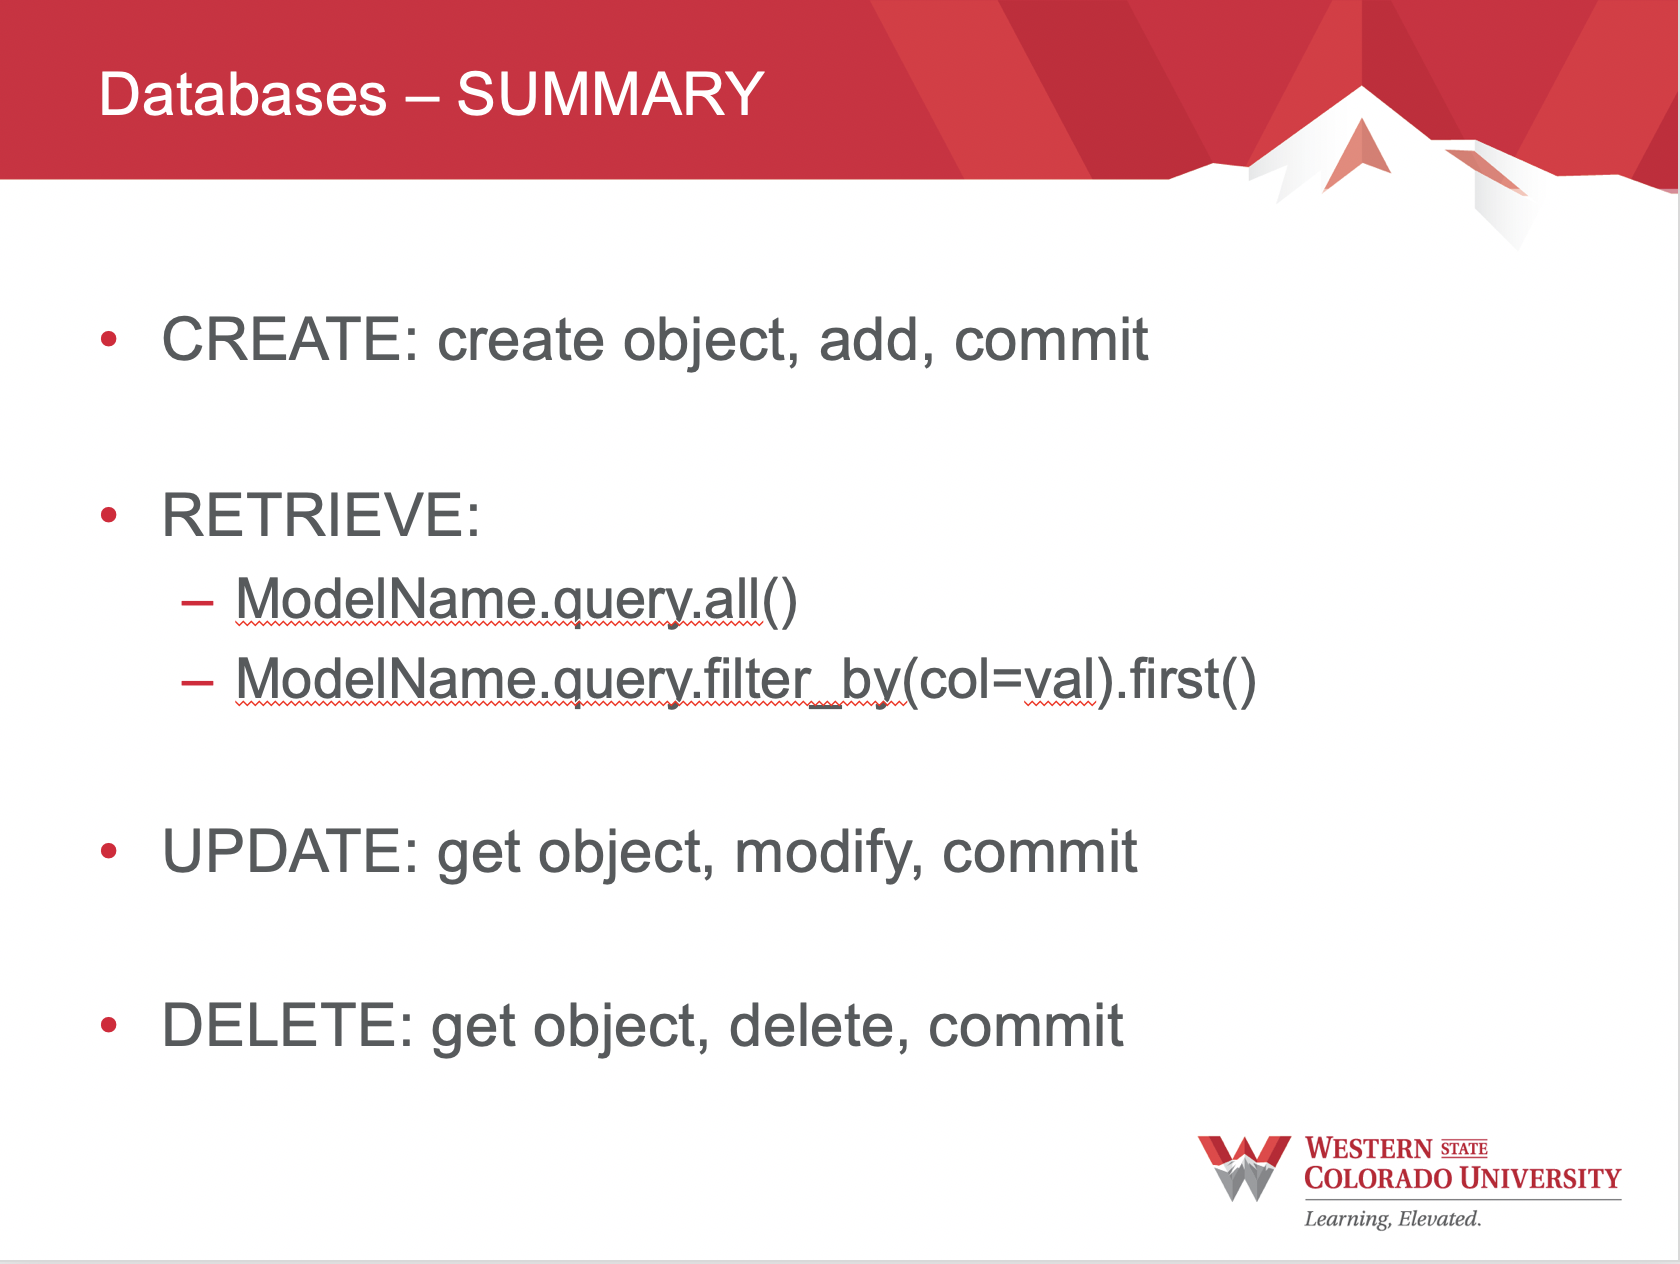 Databases – SUMMARY
• CREATE: create object, add, commit
• RETRIEVE:
– ModelName.query.all()
– ModelName.query.filter_by(col=val).first()
• UPDATE: get object, modify, commit
• DELETE: get object, delete, commit
WESTERN STATE
COLORADO UNIVERSITY
Learning, Elevated.